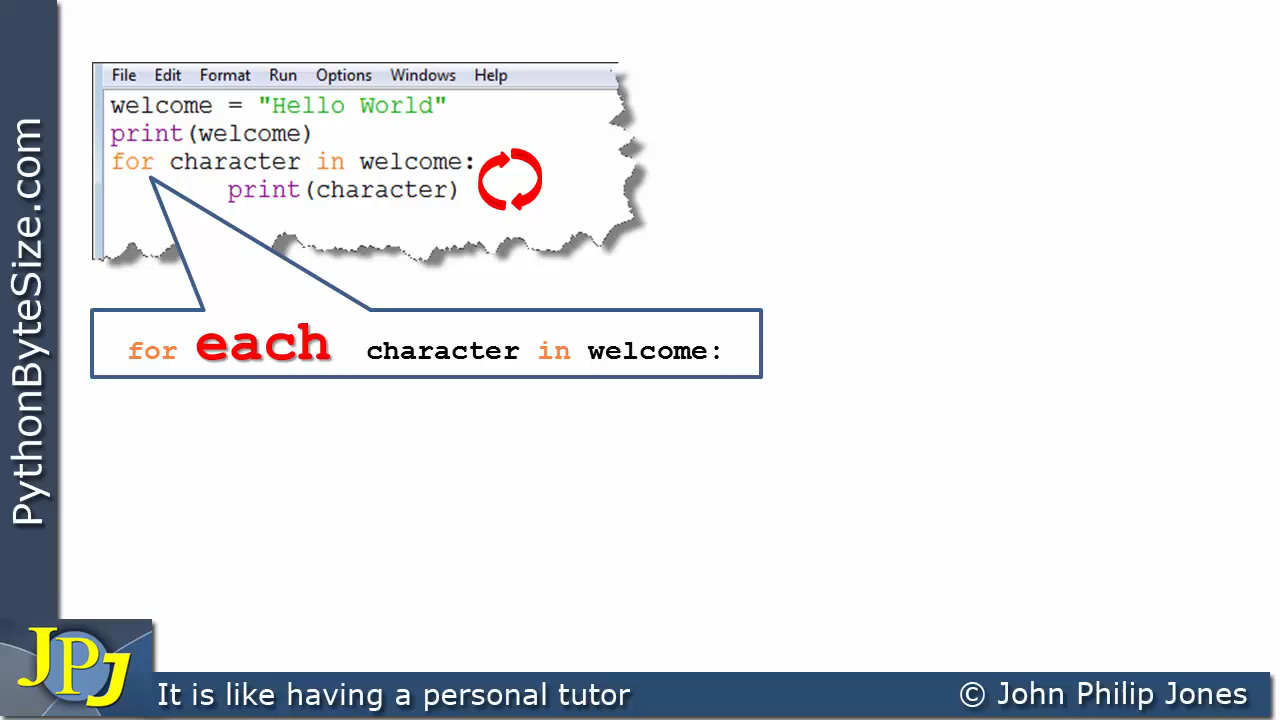 File Edit Format Run Options Windows Help
welcome = "Hello World"
print(welcome)
for character in welcome:
print(character)
for each character in welcome:
PythonByteSize.com
JPJ
It is like having a personal tutor
© John Philip Jones